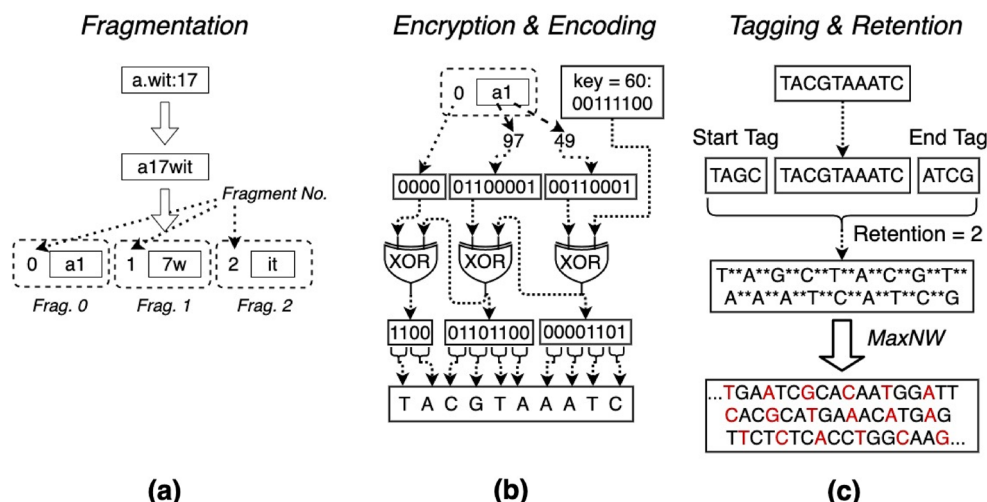 Fragmentation
a.wit:17
a17wit
Fragment No.
0 a1 1 7w 2 it
Frag. 0 Frag. 1 Frag. 2
(a)
Encryption & Encoding
0 a1
key = 60:
00111100
97 49
0000 01100001 00110001
XOR XOR XOR
1100 01101100 00001101
T A C G T A A A T C
(b)
Tagging & Retention
TACGTAAATC
Start Tag End Tag
TAGC TACGTAAATC ATCG
Retention = 2
T**A**G**C**T**A**C**G**T**
A**A**A**T**C**A**T**C**G
MaxNW
...TGAATCGCACAATGGATT
CACGCATGAAACATGAG
TTCTCTCACCTGGCAAG...
(c)